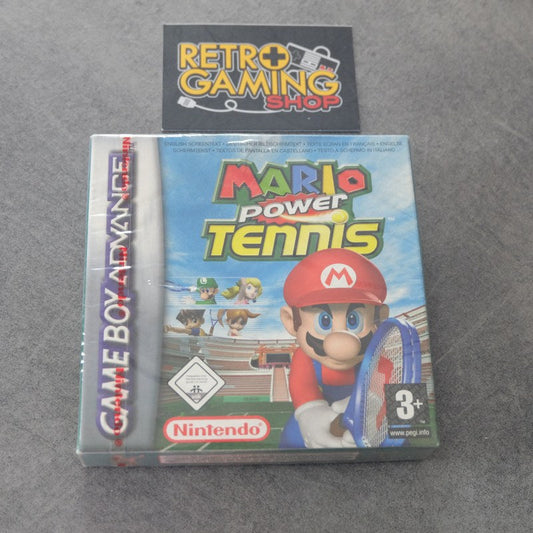 RETRO
GAMING
SHOP
ENGLISH SCREENTEXT • DEUTSCHER BILDSCHIRMTEXT • TEXTE ÉCRAN EN FRANÇAIS • ENGELSE
SCHERMTEKST • TEXTOS DE PANTALLA EN CASTELLANO • TESTO A SCHERMO IN ITALIANO
MARIO
POWER
TENNIS
GAME BOY ADVANCE
Nintendo
M
3+
www.pegi.info